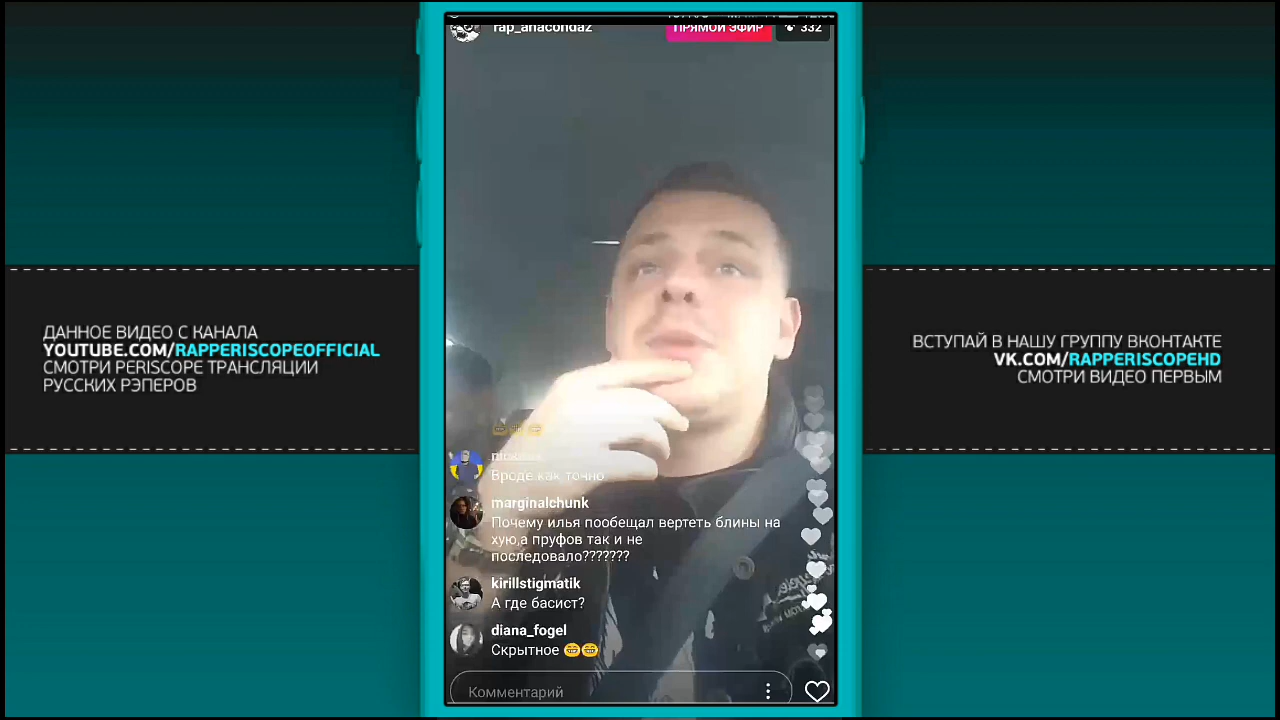 rap_anacondaz
ПРЯМОЙ ЭФИР
332
ДАННОЕ ВИДЕО С КАНАЛА
YOUTUBE.COM/RAPPERISCOPEOFFICIAL
СМОТРИ PERISCOPE ТРАНСЛЯЦИИ
РУССКИХ РЭПЕРОВ
ВСТУПАЙ В НАШУ ГРУППУ ВКОНТАКТЕ
VK.COM/RAPPERISCOPEHD
СМОТРИ ВИДЕО ПЕРВЫМ
Вроде как точно
marginalchunk
Почему илья пообещал вертеть блины на
хую,а пруфов так и не
последовало???????
kirillstigmatik
А где басист?
diana_fogel
Скрытное 😁😁
Комментарий